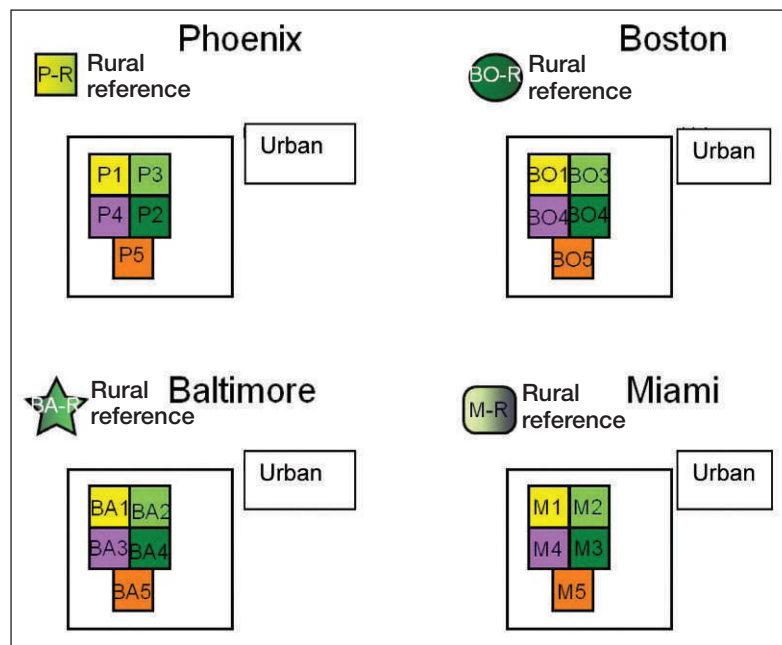 Phoenix
P-R
Rural
reference
Urban
P1 P3
P4 P2
P5
Boston
BO-R
Rural
reference
Urban
BO1 BO3
BO4 BO4
BO5
Baltimore
BA-R
Rural
reference
Urban
BA1 BA2
BA3 BA4
BA5
Miami
M-R
Rural
reference
Urban
M1 M2
M4 M3
M5